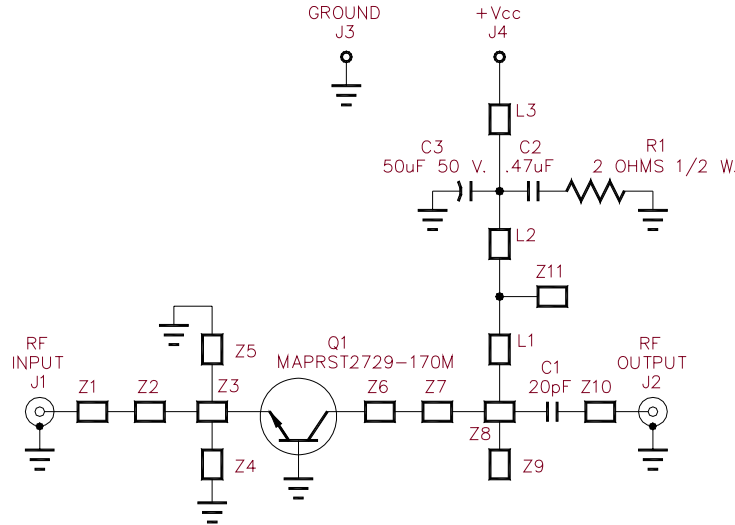 GROUND
J3
+Vcc
J4
L3
C3
50uF 50 V.
C2
.47uF
R1
2 OHMS 1/2 W.
L2
Z11
RF
INPUT
J1
Z5
Q1
MAPRST2729-170M
L1
RF
OUTPUT
J2
C1
20pF
Z1
Z2
Z3
Z6
Z7
Z10
Z8
Z4
Z9